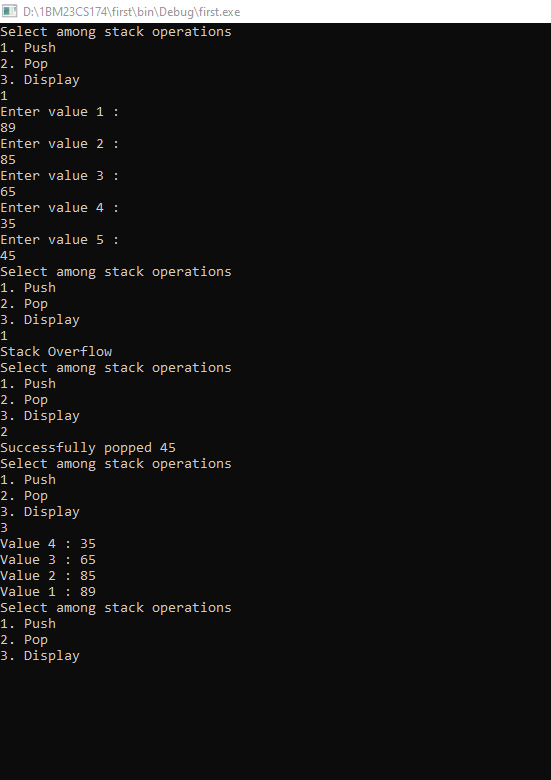 D:\1BM23CS174\first\bin\Debug\first.exe
Select among stack operations
1. Push
2. Pop
3. Display
1
Enter value 1 :
89
Enter value 2 :
85
Enter value 3 :
65
Enter value 4 :
35
Enter value 5 :
45
Select among stack operations
1. Push
2. Pop
3. Display
1
Stack Overflow
Select among stack operations
1. Push
2. Pop
3. Display
2
Successfully popped 45
Select among stack operations
1. Push
2. Pop
3. Display
3
Value 4 : 35
Value 3 : 65
Value 2 : 85
Value 1 : 89
Select among stack operations
1. Push
2. Pop
3. Display